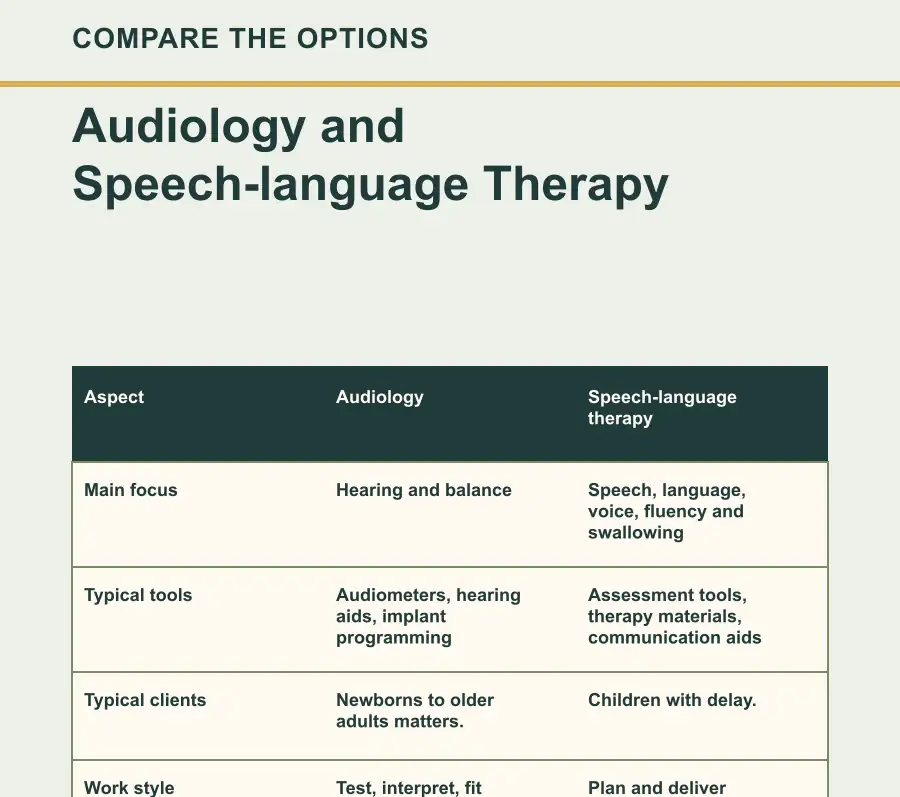 COMPARE THE OPTIONS
Audiology and
Speech-language Therapy
Aspect
Audiology
Speech-language
therapy
Main focus
Hearing and balance
Speech, language,
voice, fluency and
swallowing
Typical tools
Audiometers, hearing
aids, implant
programming
Assessment tools,
therapy materials,
communication aids
Typical clients
Newborns to older
adults matters.
Children with delay.
Work style
Test, interpret, fit
Plan and deliver